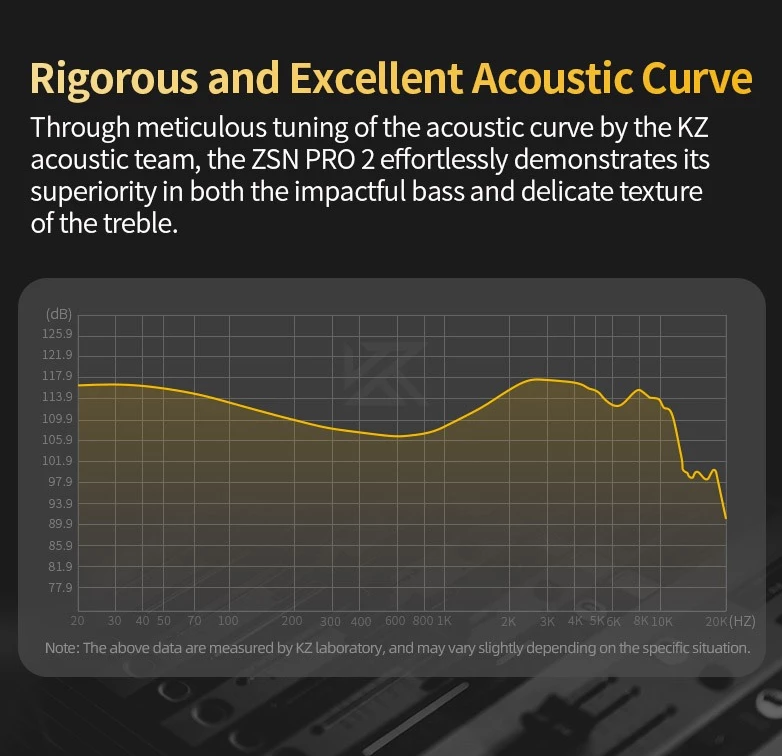 Rigorous and Excellent Acoustic Curve
Through meticulous tuning of the acoustic curve by the KZ
acoustic team, the ZSN PRO 2 effortlessly demonstrates its
superiority in both the impactful bass and delicate texture
of the treble.
(dB)
125.9
121.9
117.9
113.9
109.9
105.9
101.9
97.9
93.9
89.9
85.9
81.9
77.9
20 30 40 50 70 100 200 300 400 600 800 1K 2K 3K 4K 5K 6K 8K 10K 20K (HZ)
Note: The above data are measured by KZ laboratory, and may vary slightly depending on the specific situation.